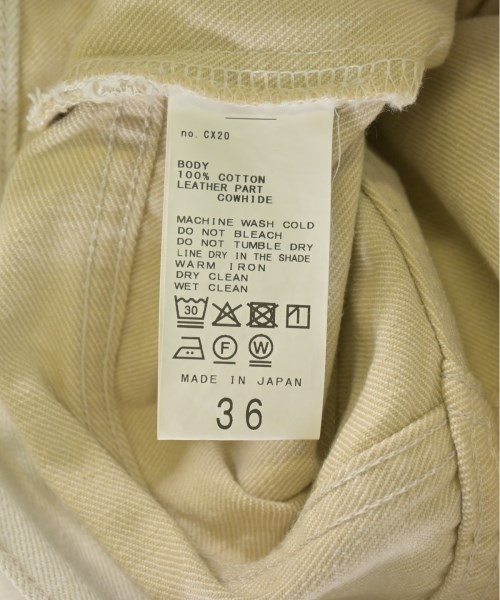 no. CX20
BODY
100% COTTON
LEATHER PART
COWHIDE
MACHINE WASH COLD
DO NOT BLEACH
DO NOT TUMBLE DRY
LINE DRY IN THE SHADE
WARM IRON
DRY CLEAN
WET CLEAN
30
F W
MADE IN JAPAN
36